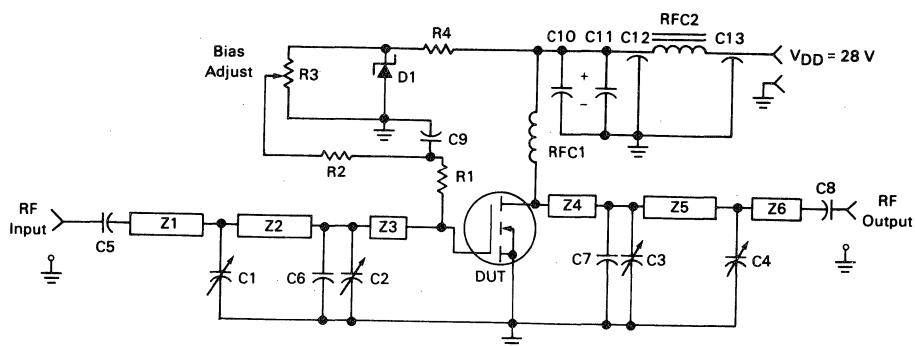 RFC2
R4
C10
C11
C12
C13
V_DD = 28 V
Bias
Adjust
R3
D1
+
–
C9
RFC1
R2
R1
RF
Input
C5
Z1
Z2
Z3
Z4
Z5
Z6
C8
RF
Output
C1
C6
C2
DUT
C7
C3
C4